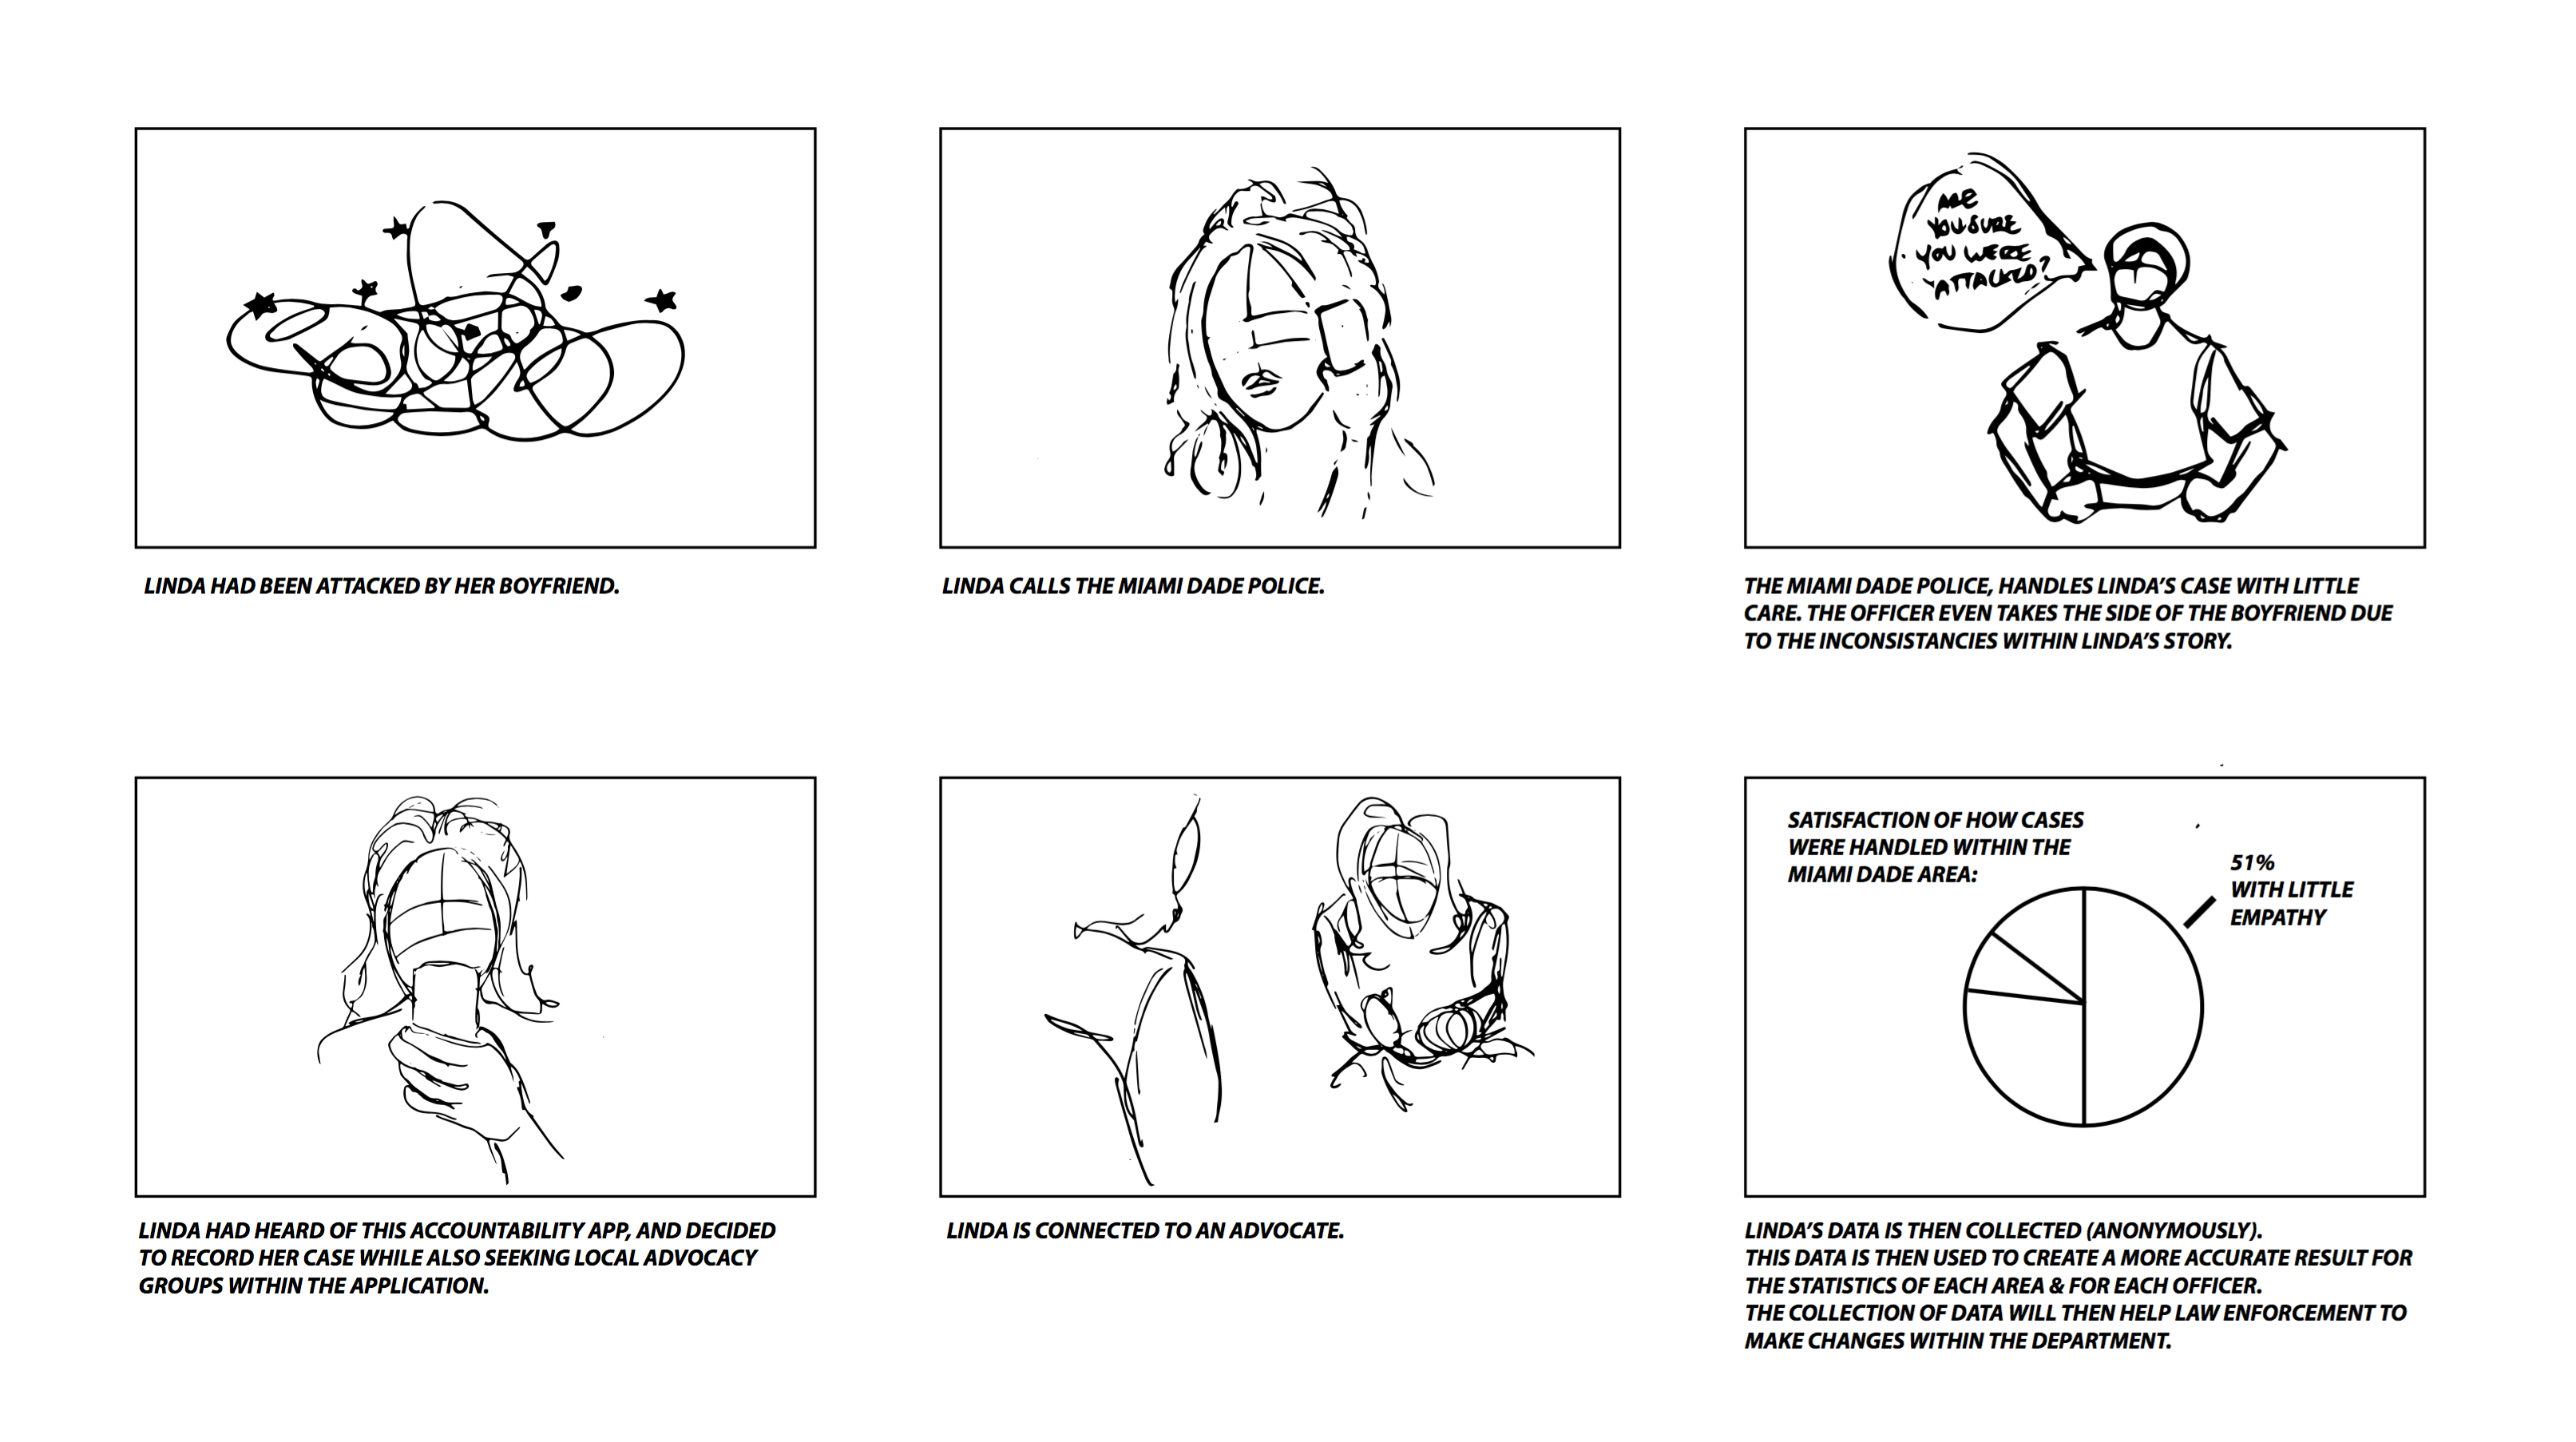 ARE
YOU SURE
YOU WERE
ATTACKED?
LINDA HAD BEEN ATTACKED BY HER BOYFRIEND.
LINDA CALLS THE MIAMI DADE POLICE.
THE MIAMI DADE POLICE, HANDLES LINDA'S CASE WITH LITTLE
CARE. THE OFFICER EVEN TAKES THE SIDE OF THE BOYFRIEND DUE
TO THE INCONSISTANCIES WITHIN LINDA'S STORY.
SATISFACTION OF HOW CASES
WERE HANDLED WITHIN THE
MIAMI DADE AREA:
51%
WITH LITTLE
EMPATHY
LINDA HAD HEARD OF THIS ACCOUNTABILITY APP, AND DECIDED
TO RECORD HER CASE WHILE ALSO SEEKING LOCAL ADVOCACY
GROUPS WITHIN THE APPLICATION.
LINDA IS CONNECTED TO AN ADVOCATE.
LINDA'S DATA IS THEN COLLECTED (ANONYMOUSLY).
THIS DATA IS THEN USED TO CREATE A MORE ACCURATE RESULT FOR
THE STATISTICS OF EACH AREA & FOR EACH OFFICER.
THE COLLECTION OF DATA WILL THEN HELP LAW ENFORCEMENT TO
MAKE CHANGES WITHIN THE DEPARTMENT.